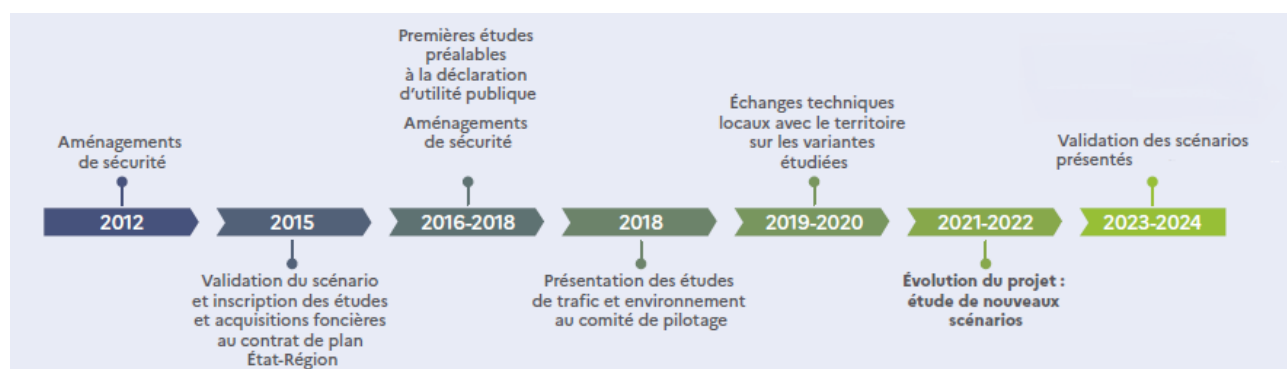 Aménagements
de sécurité
2012
2015
Validation du scénario
et inscription des études
et acquisitions foncières
au contrat de plan
État-Région
Premières études
préalables
à la déclaration
d'utilité publique
Aménagements
de sécurité
2016-2018
2018
Présentation des études
de trafic et environnement
au comité de pilotage
Échanges techniques
locaux avec le territoire
sur les variantes
étudiées
2019-2020
2021-2022
Évolution du projet :
étude de nouveaux
scénarios
Validation des scénarios
présentés
2023-2024